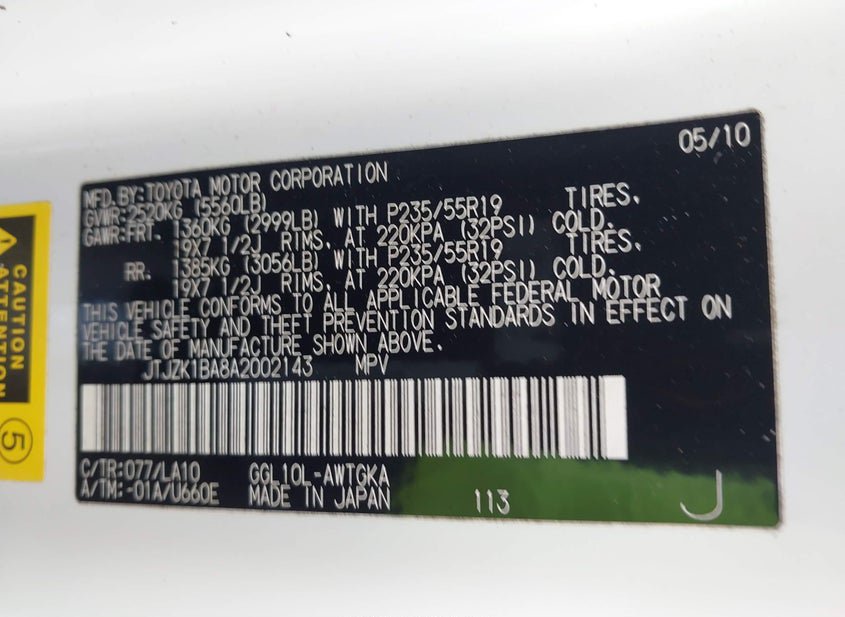 05/10
MFD.BY:TOYOTA MOTOR CORPORATION
GVWR:2520KG (5560LB)
GAWR:FRT. 1360KG (2999LB) WITH P235/55R19 TIRES,
19X7 1/2J RIMS, AT 220KPA (32PSI) COLD.
RR. 1385KG (3056LB) WITH P235/55R19 TIRES,
19X7 1/2J RIMS, AT 220KPA (32PSI) COLD.
THIS VEHICLE CONFORMS TO ALL APPLICABLE FEDERAL MOTOR
VEHICLE SAFETY AND THEFT PREVENTION STANDARDS IN EFFECT ON
THE DATE OF MANUFACTURE SHOWN ABOVE.
JTJZK1BA8A2002143 MPV
C/TR:077/LA10 GGL10L-AWTGKA
A/TM:-01A/U660E MADE IN JAPAN 113
J
CAUTION
ATTENTION
5